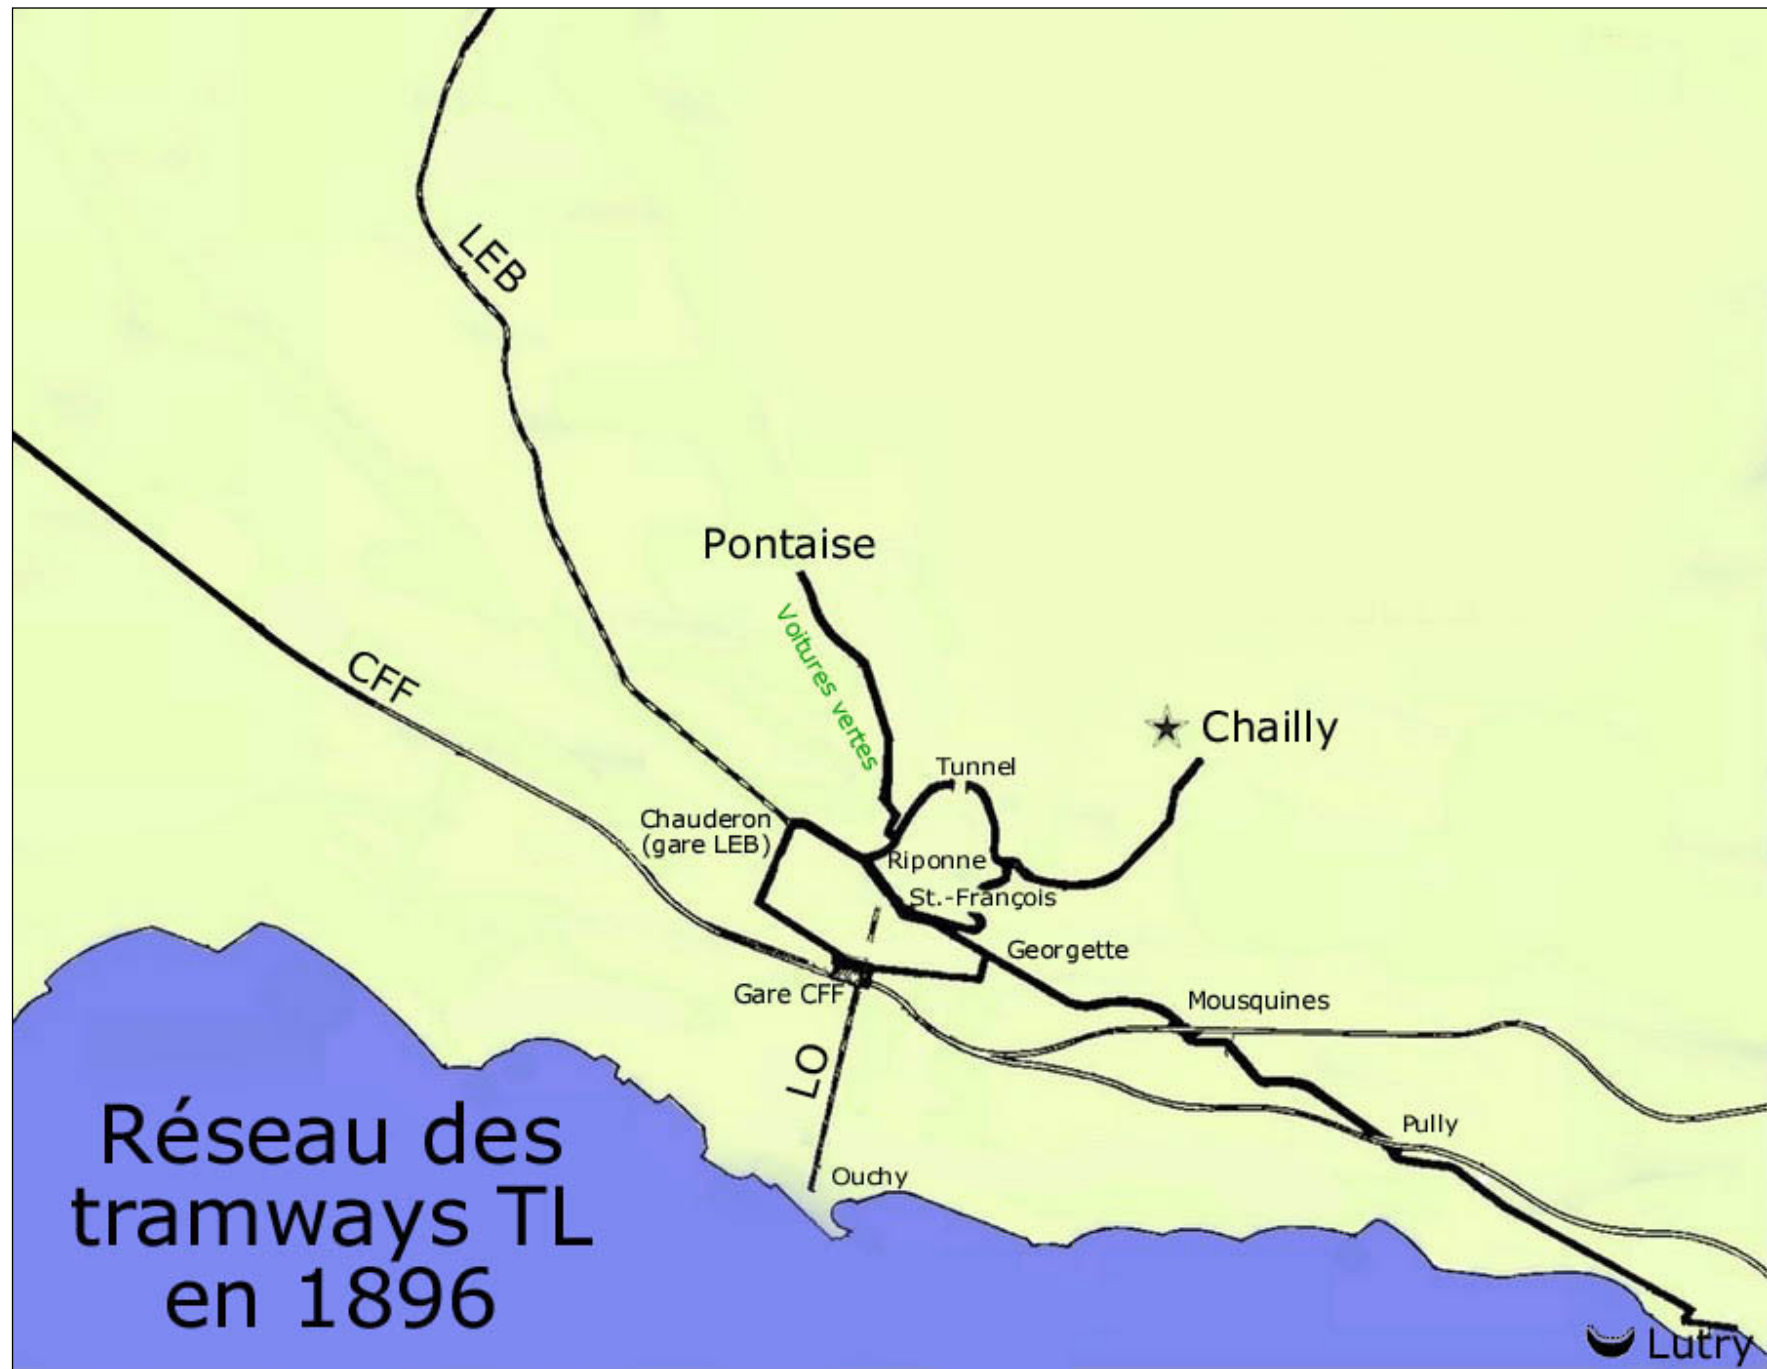 LEB
CFF
Pontaise
Voitures vertes
Chailly
Tunnel
Chauderon
(gare LEB)
Riponne
St.-François
Georgette
Gare CFF
Mousquines
LO
Pully
Ouchy
Réseau des
tramways TL
en 1896
Lutry